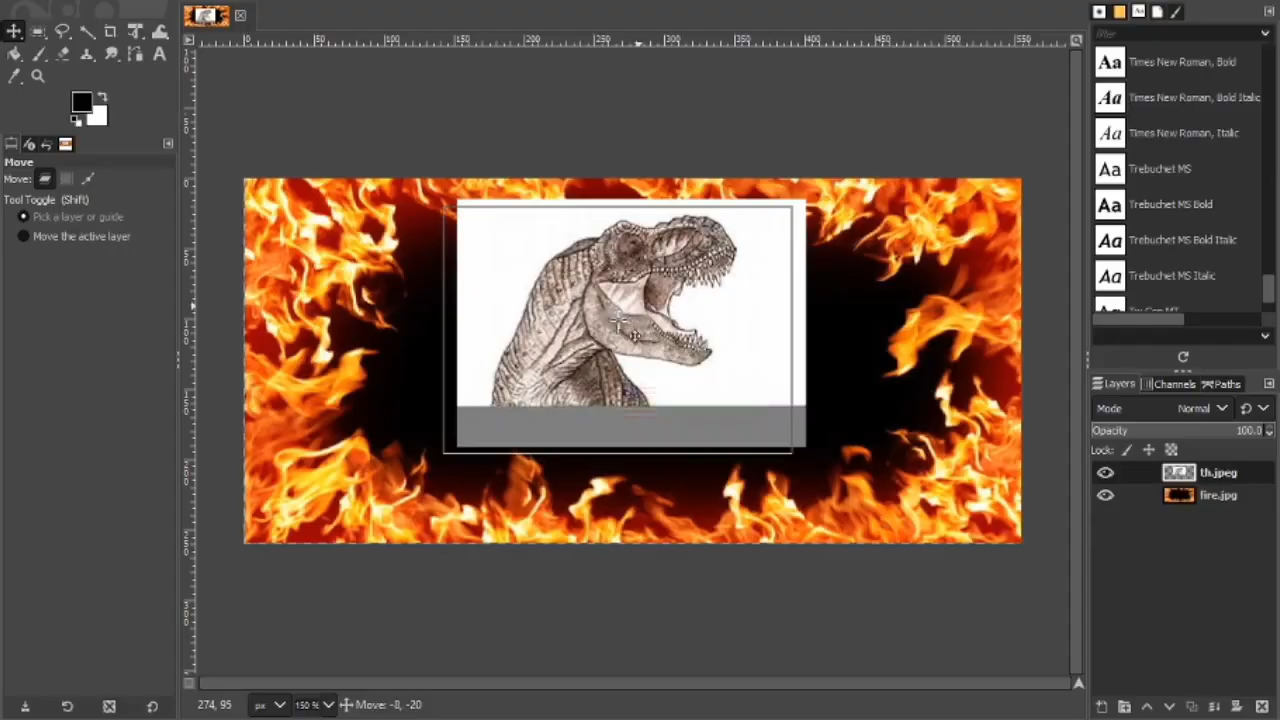 0 50 100 150 200 250 300 350 400 450 500 550
filter
Aa Times New Roman, Bold
Aa Times New Roman, Bold Italic
Aa Times New Roman, Italic
Aa Trebuchet MS
Aa Trebuchet MS Bold
Aa Trebuchet MS Bold Italic
Aa Trebuchet MS Italic
Move
Move:
Tool Toggle (Shift)
Pick a layer or guide
Move the active layer
Layers Channels Paths
Mode Normal
Opacity 100.0
Lock:
th.jpeg
fire.jpg
274, 95 px 150 % Move: -8, -20